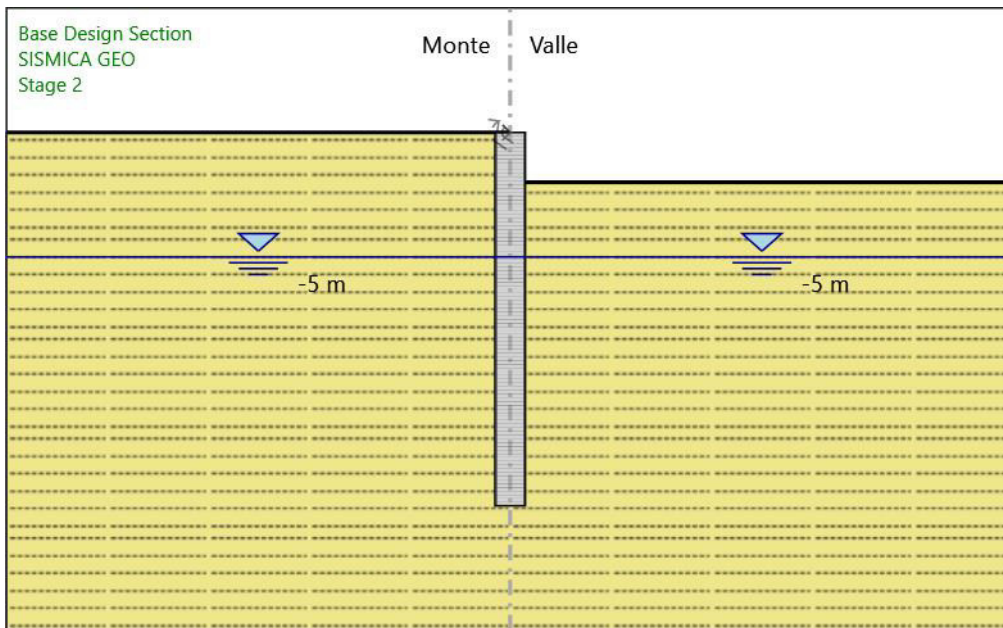 Base Design Section
SISMICA GEO
Stage 2
Monte Valle
-5 m -5 m